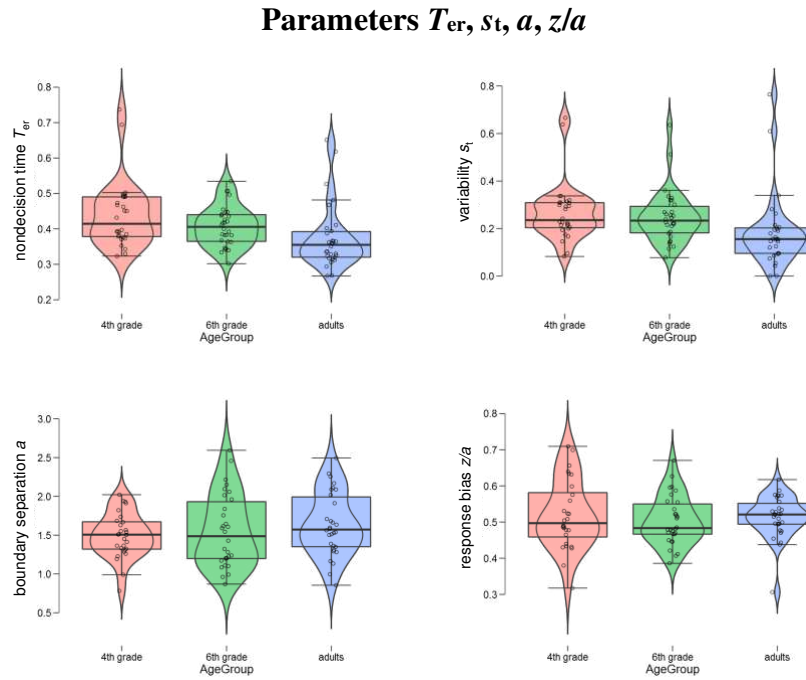 Parameters Ter, st, a, z/a
nondecision time Ter
0.8
0.7
0.6
0.5
0.4
0.3
0.2
4th grade 6th grade adults
AgeGroup
variability st
0.8
0.6
0.4
0.2
0.0
4th grade 6th grade adults
AgeGroup
boundary separation a
3.0
2.5
2.0
1.5
1.0
0.5
4th grade 6th grade adults
AgeGroup
response bias z/a
0.8
0.7
0.6
0.5
0.4
0.3
4th grade 6th grade adults
AgeGroup